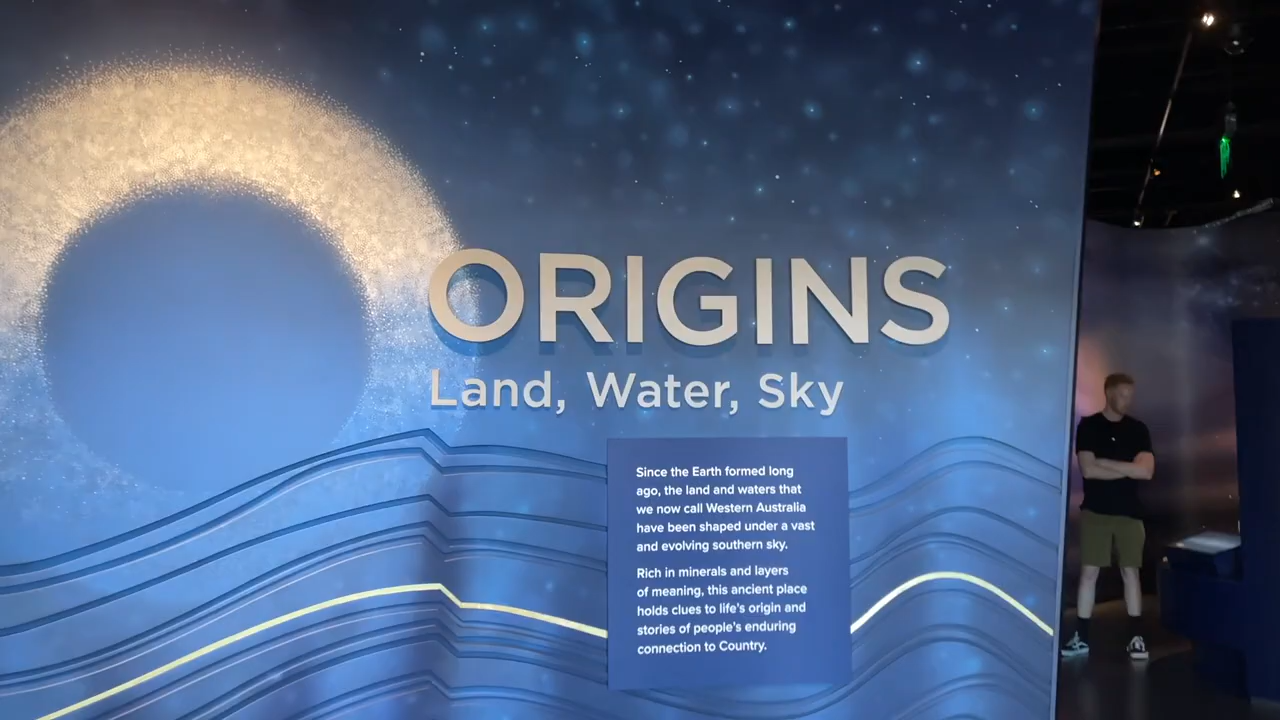 ORIGINS
Land, Water, Sky
Since the Earth formed long
ago, the land and waters that
we now call Western Australia
have been shaped under a vast
and evolving southern sky.
Rich in minerals and layers
of meaning, this ancient place
holds clues to life's origin and
stories of people's enduring
connection to Country.